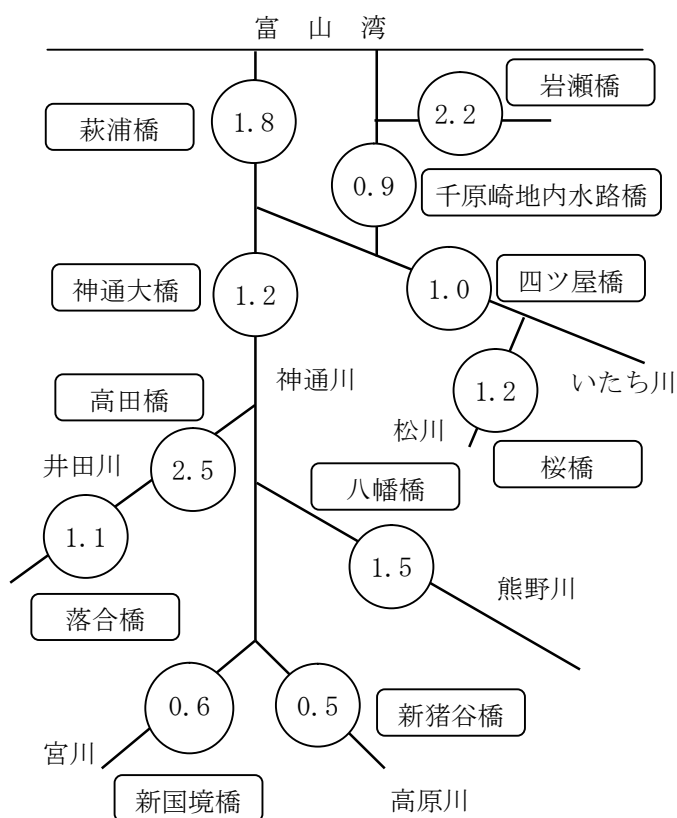 富 山 湾
岩瀬橋
2.2
萩浦橋
1.8
0.9
千原崎地内水路橋
神通大橋
1.2
1.0
四ツ屋橋
神通川
いたち川
高田橋
1.2
松川
桜橋
井田川
2.5
八幡橋
1.1
1.5
熊野川
落合橋
0.6
0.5
新猪谷橋
宮川
新国境橋
高原川